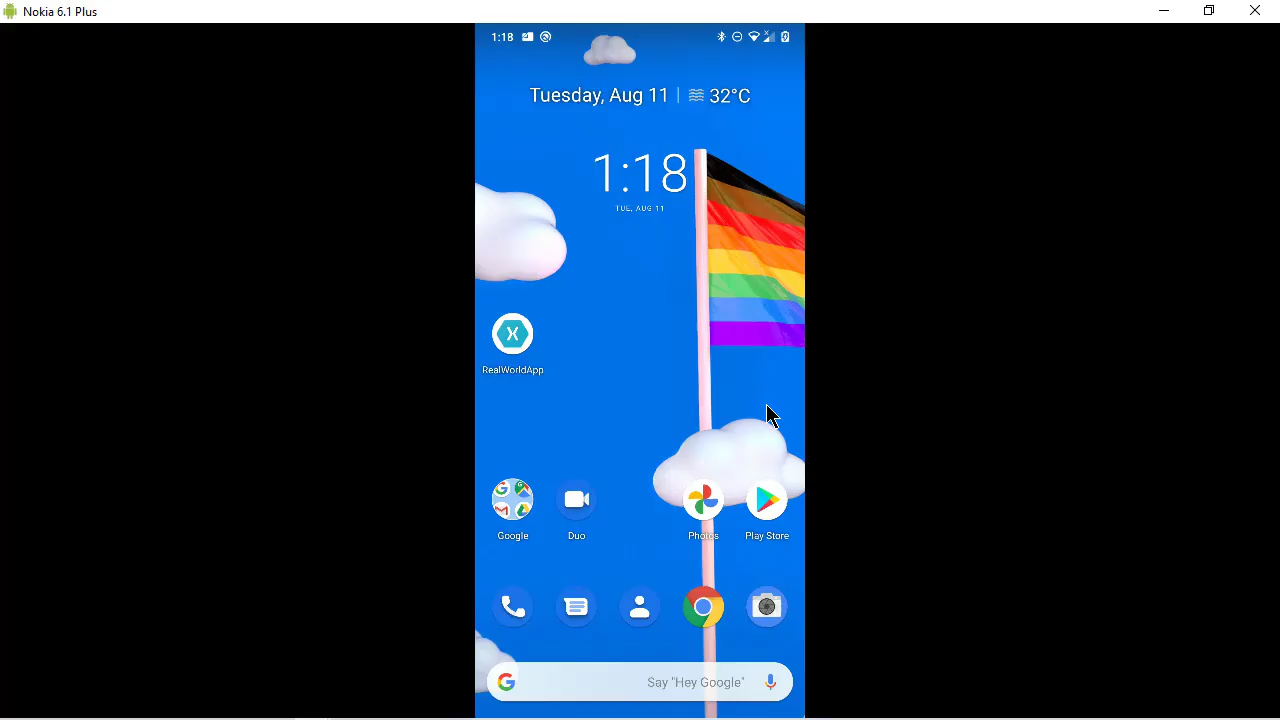 Nokia 6.1 Plus
1:18
Tuesday, Aug 11 | 32°C
1:18
TUE, AUG 11
RealWorldApp
Google
Duo
Photos
Play Store
Say "Hey Google"